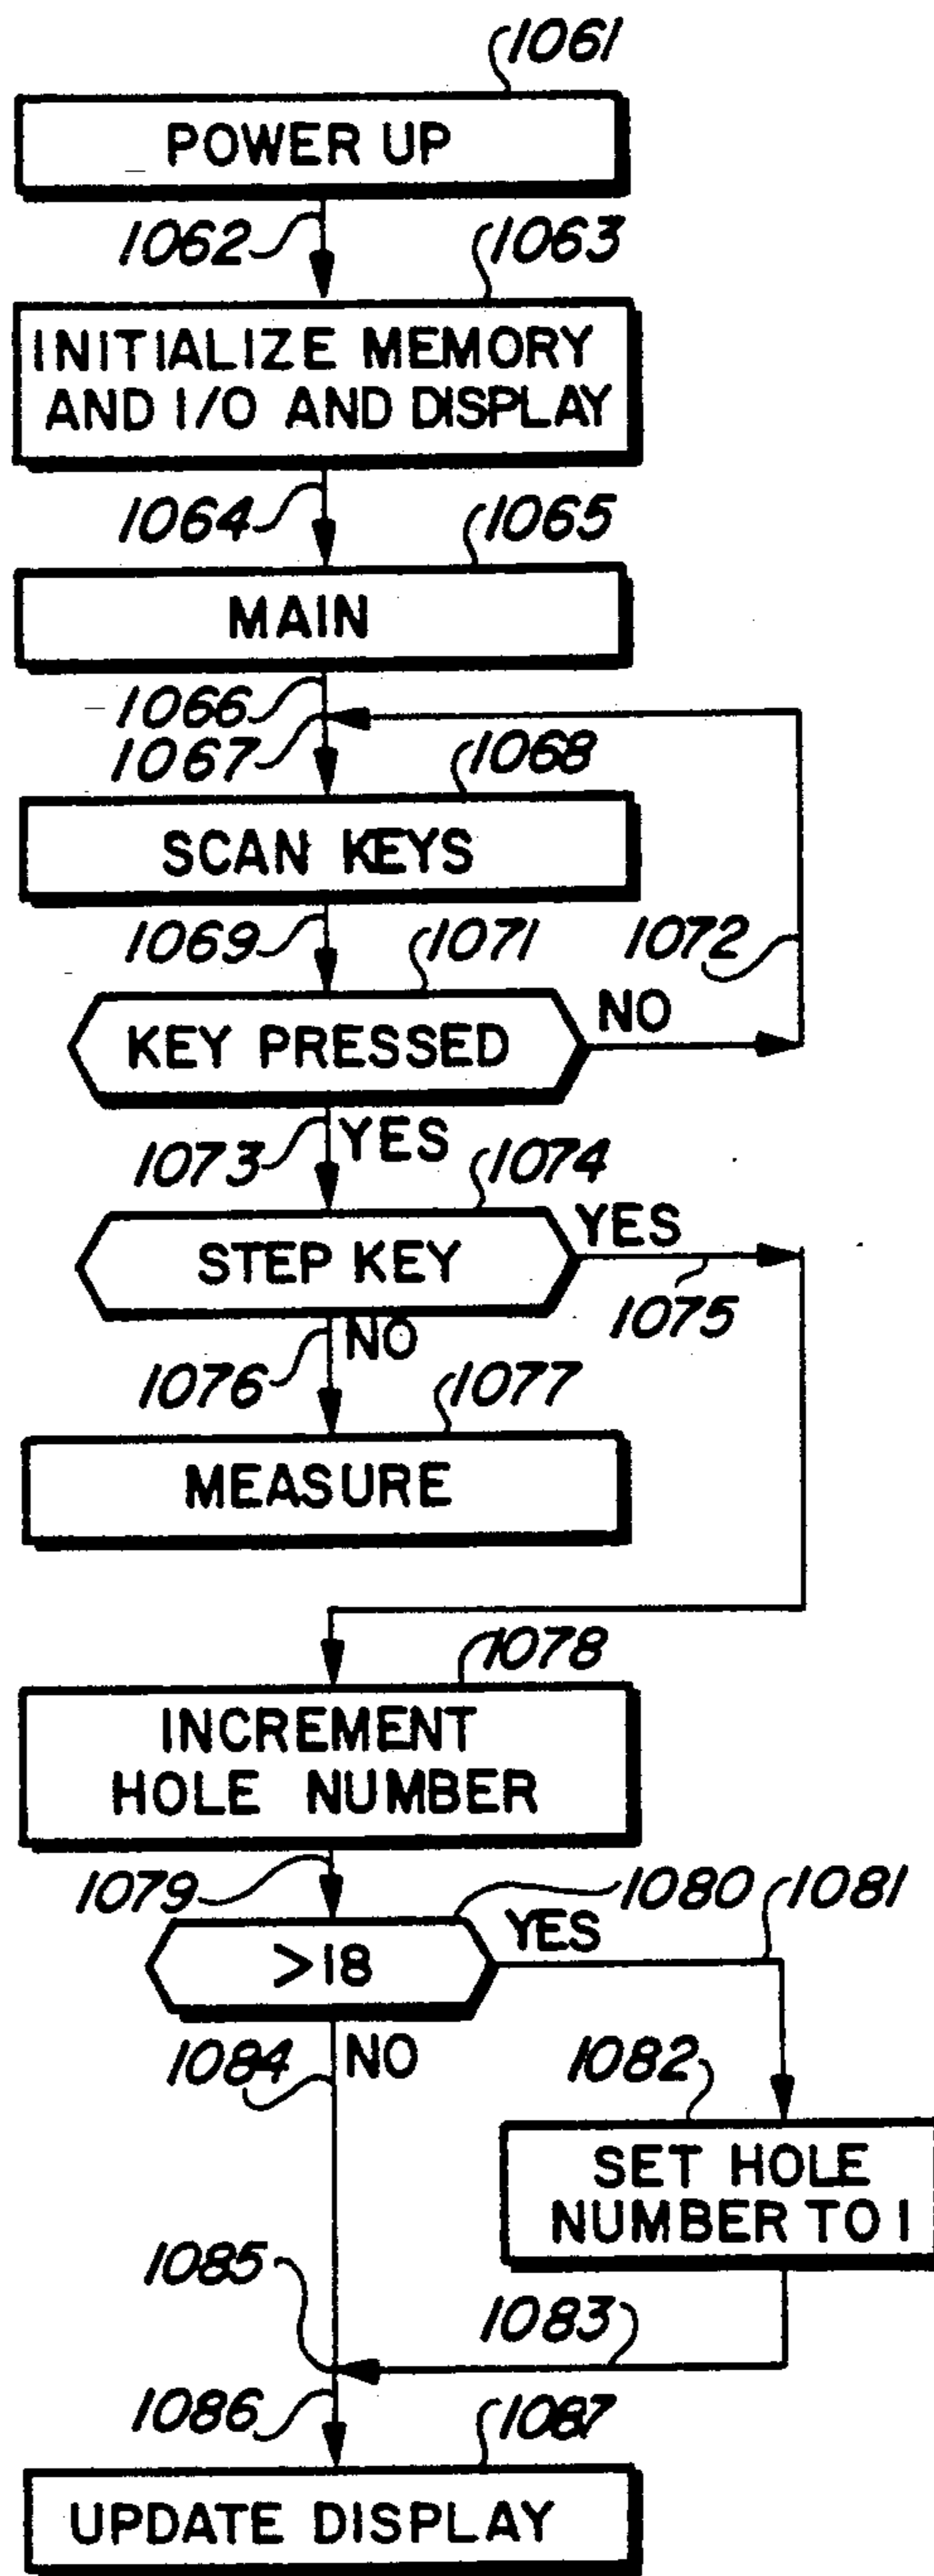 1061
POWER UP
1062
1063
INITIALIZE MEMORY
AND I/O AND DISPLAY
1064
1065
MAIN
1066
1067
1068
SCAN KEYS
1069
1071
1072
KEY PRESSED
NO
1073
YES
1074
STEP KEY
YES
1075
1076
NO
1077
MEASURE
1078
INCREMENT
HOLE NUMBER
1079
1080
1081
>18
YES
1084
NO
1082
SET HOLE
NUMBER TO 1
1085
1083
1086
1087
UPDATE DISPLAY